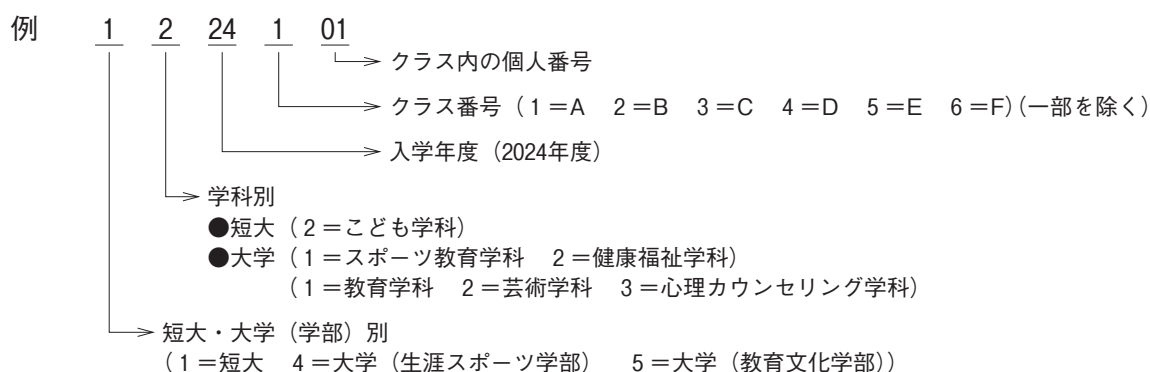 例 1 2 24 1 01
クラス内の個人番号
クラス番号（1＝A 2＝B 3＝C 4＝D 5＝E 6＝F）（一部を除く）
入学年度（2024年度）
学科別
●短大（2＝こども学科）
●大学（1＝スポーツ教育学科 2＝健康福祉学科）
（1＝教育学科 2＝芸術学科 3＝心理カウンセリング学科）
短大・大学（学部）別
（1＝短大 4＝大学（生涯スポーツ学部） 5＝大学（教育文化学部））